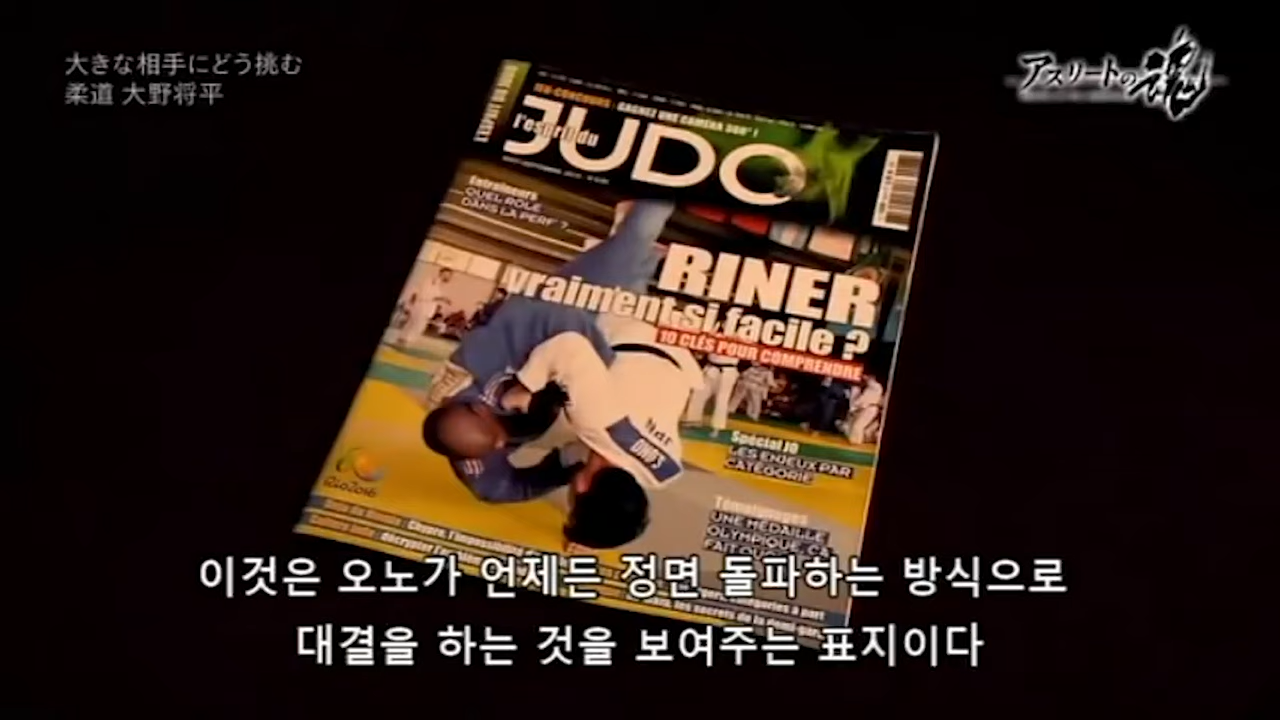 大きな相手にどう挑む
柔道 大野将平
アスリートの魂
JEU-CONCOURS : GAGNEZ UNE CAMÉRA 360° !
l'esprit du
JUDO
Entraîneurs
QUEL RÔLE
DANS LA PERF' ?
RINER
vraiment si facile ?
10 CLÉS POUR COMPRENDRE
JPN
ONO S
Spécial JO
LES ENJEUX PAR
CATÉGORIE
Rio2016
Témoignages
UNE MÉDAILLE
OLYMPIQUE, ÇA
FAIT
이것은 오노가 언제든 정면 돌파하는 방식으로
대결을 하는 것을 보여주는 표지이다